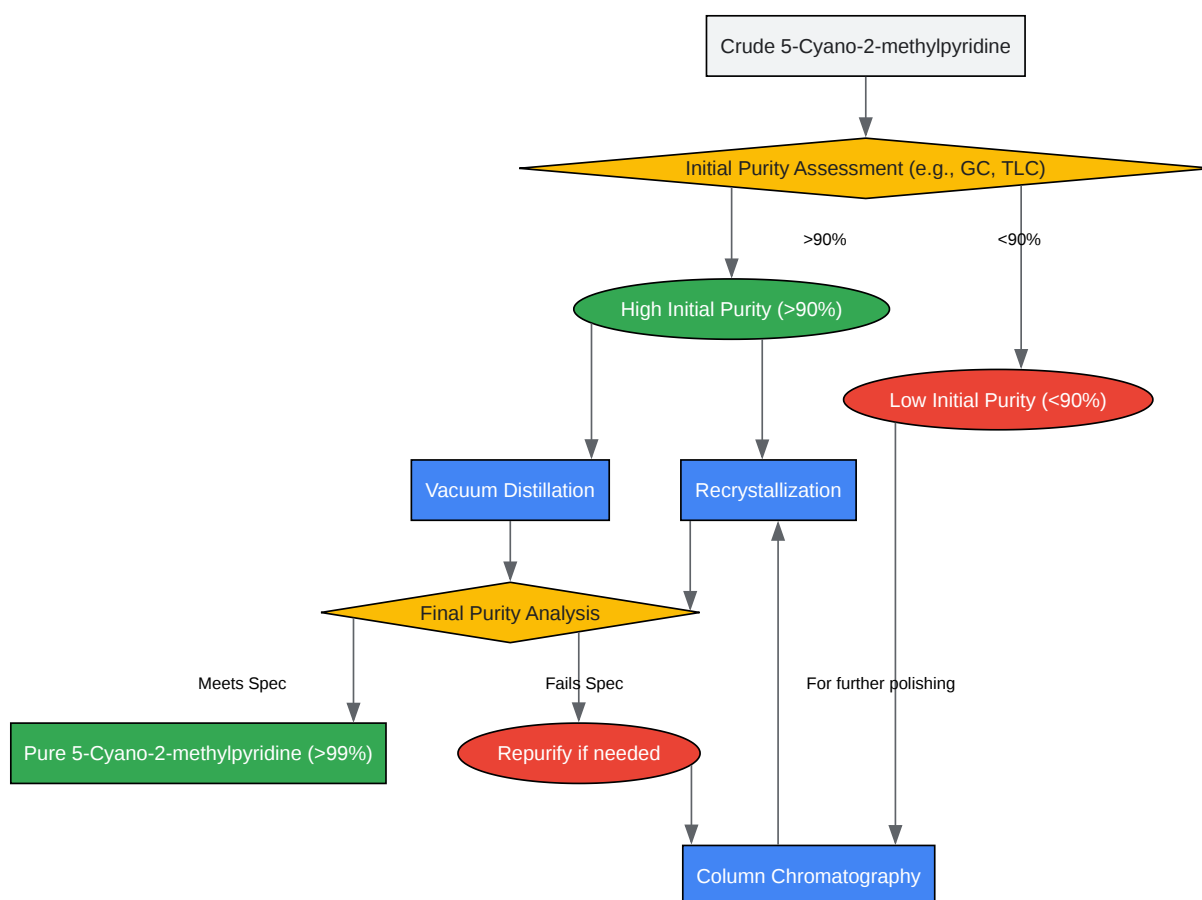 Crude 5-Cyano-2-methylpyridine
Initial Purity Assessment (e.g., GC, TLC)
>90%
<90%
High Initial Purity (>90%)
Low Initial Purity (<90%)
Vacuum Distillation
Recrystallization
Final Purity Analysis
Meets Spec
Fails Spec
For further polishing
Pure 5-Cyano-2-methylpyridine (>99%)
Repurify if needed
Column Chromatography